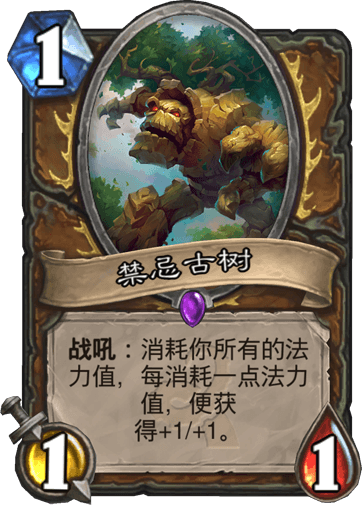 1
禁忌古树
战吼：消耗你所有的法
力值，每消耗一点法力
值，便获
得+1/+1。
1
1